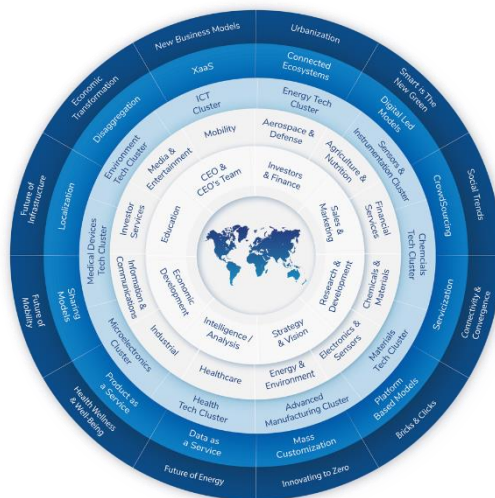 New Business Models
Urbanization
Smart is The
New Green
Social Trends
Connectivity &
Convergence
Bricks & Clicks
Innovating to Zero
Future of Energy
Health Wellness
& Well Being
Future of
Mobility
Future of
Infrastructure
Economic
Transformation
XaaS
Connected
Ecosystems
Digital Led
Models
CrowdSourcing
Servicization
Platform
Based Models
Mass
Customization
Data as
a Service
Product as
a Service
Sharing
Models
Localization
Disaggregation
ICT
Cluster
Energy Tech
Cluster
Sensors &
Instrumentation Cluster
Chemcials
Tech Cluster
Materials
Tech Cluster
Advanced
Manufacturing Cluster
Health
Tech Cluster
Microelectronics
Cluster
Medical Devices
Tech Cluster
Environment
Tech Cluster
Mobility
Aerospace &
Defense
Agriculture &
Nutrition
Financial
Services
Chemicals &
Materials
Electronics &
Sensors
Energy &
Environment
Healthcare
Industrial
Information &
Communications
Investor
Services
Media &
Entertainment
CEO &
CEO's Team
Investors
& Finance
Sales &
Marketing
Research &
Development
Strategy
& Vision
Intelligence /
Analysis
Economic
Development
Education